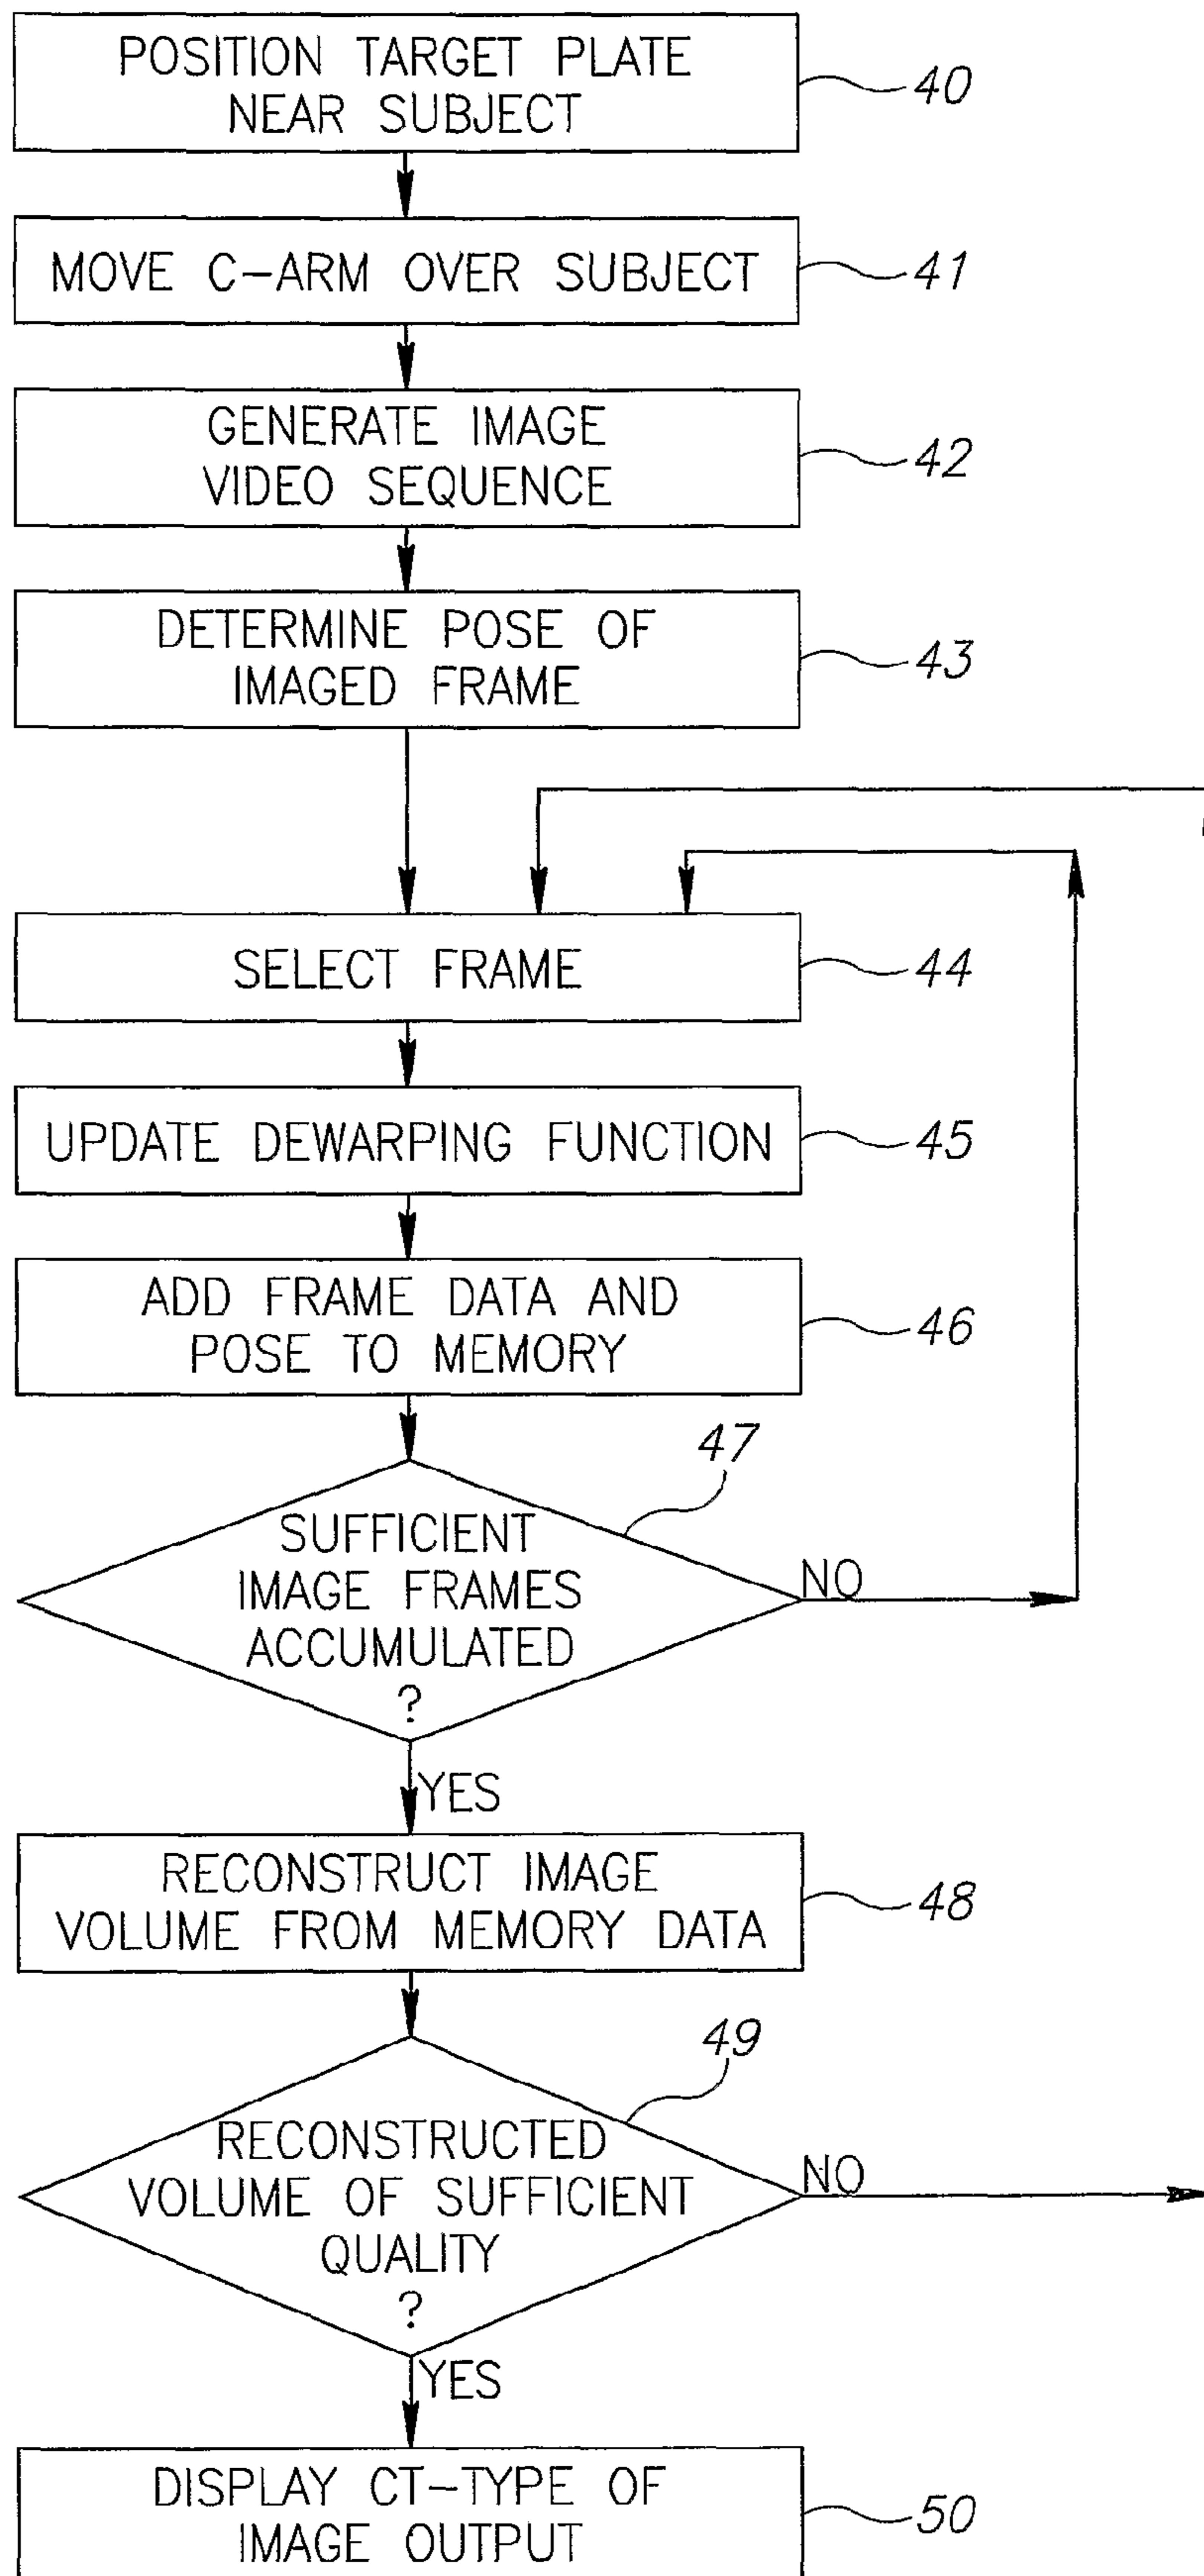 POSITION TARGET PLATE
NEAR SUBJECT
40
MOVE C-ARM OVER SUBJECT
41
GENERATE IMAGE
VIDEO SEQUENCE
42
DETERMINE POSE OF
IMAGED FRAME
43
SELECT FRAME
44
UPDATE DEWARPING FUNCTION
45
ADD FRAME DATA AND
POSE TO MEMORY
46
47
SUFFICIENT
IMAGE FRAMES
ACCUMULATED
?
NO
YES
RECONSTRUCT IMAGE
VOLUME FROM MEMORY DATA
48
49
RECONSTRUCTED
VOLUME OF SUFFICIENT
QUALITY
?
NO
YES
DISPLAY CT-TYPE OF
IMAGE OUTPUT
50